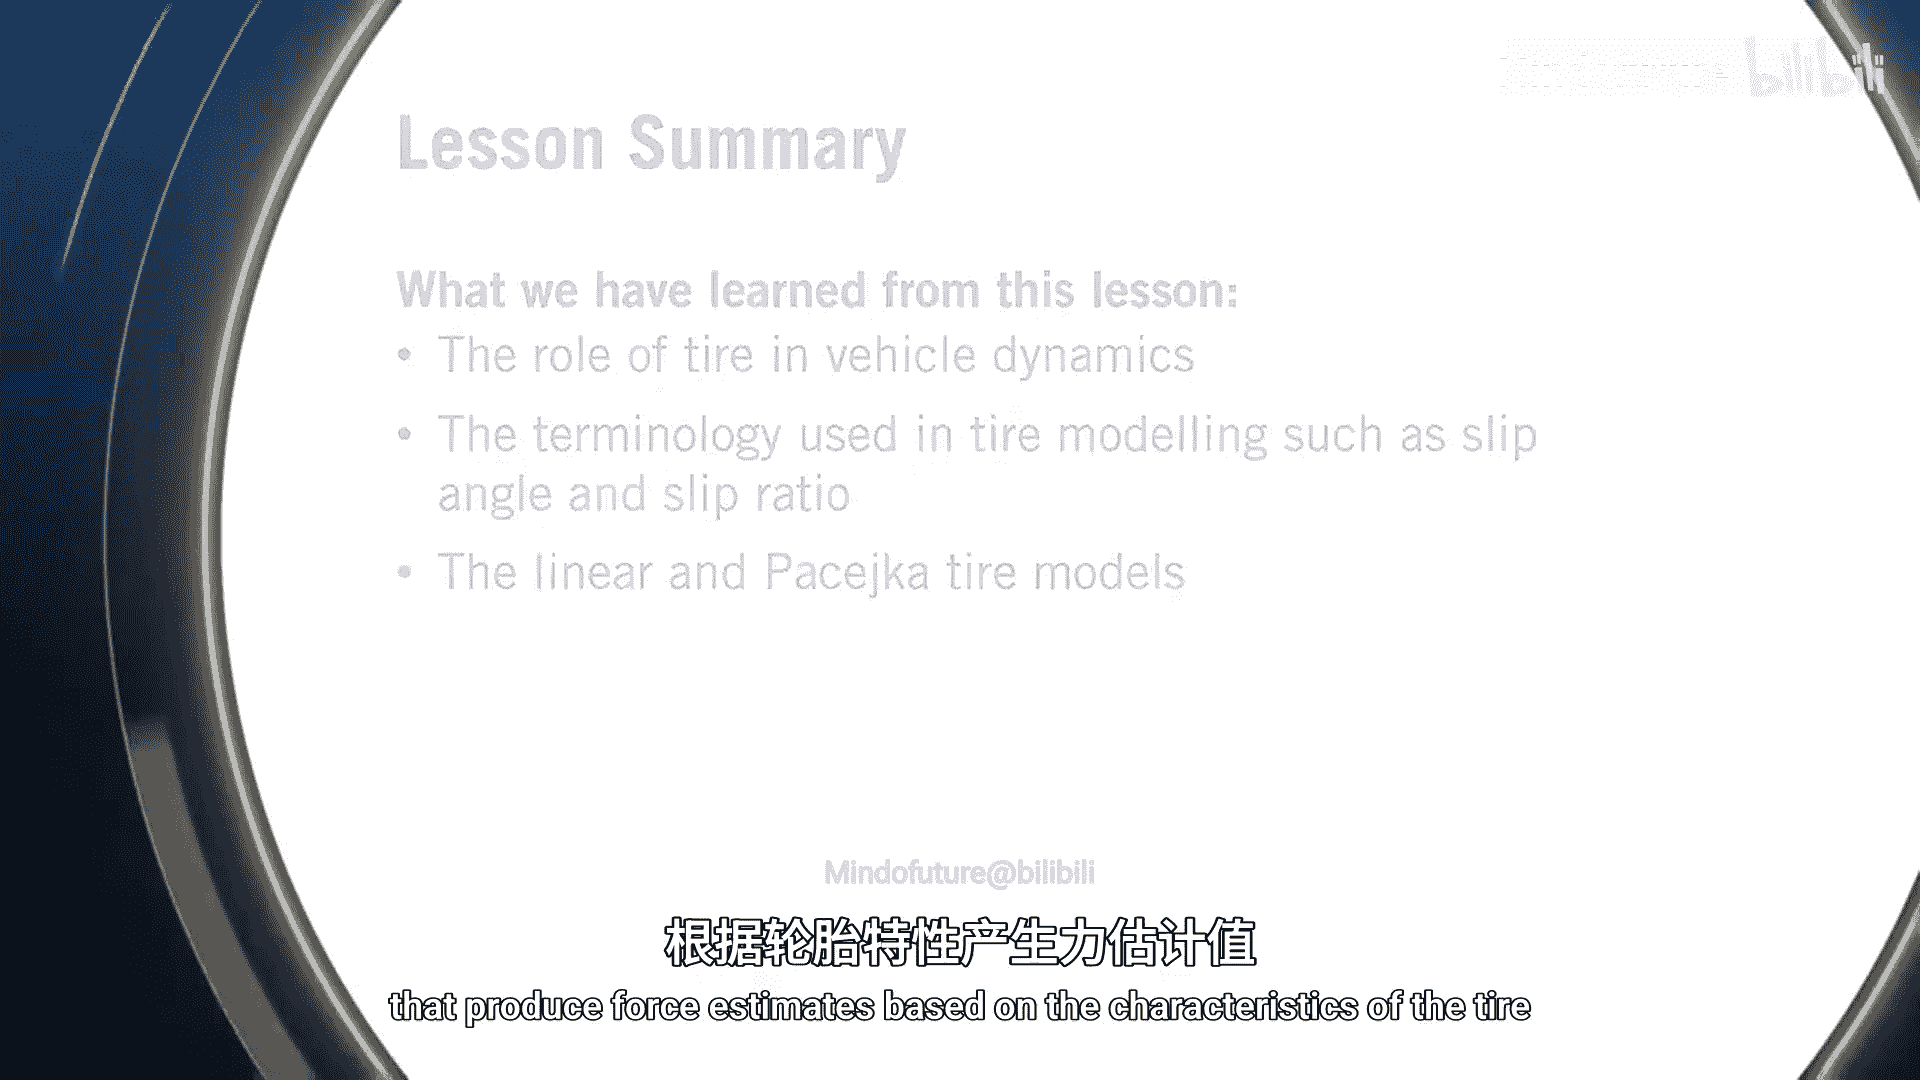 bilibili
Lesson Summary
What we have learned from this lesson:
• The role of tire in vehicle dynamics
• The terminology used in tire modelling such as slip
angle and slip ratio
• The linear and Pacejka tire models
Mindofuture@bilibili
根据轮胎特性产生力估计值
that produce force estimates based on the characteristics of the tire